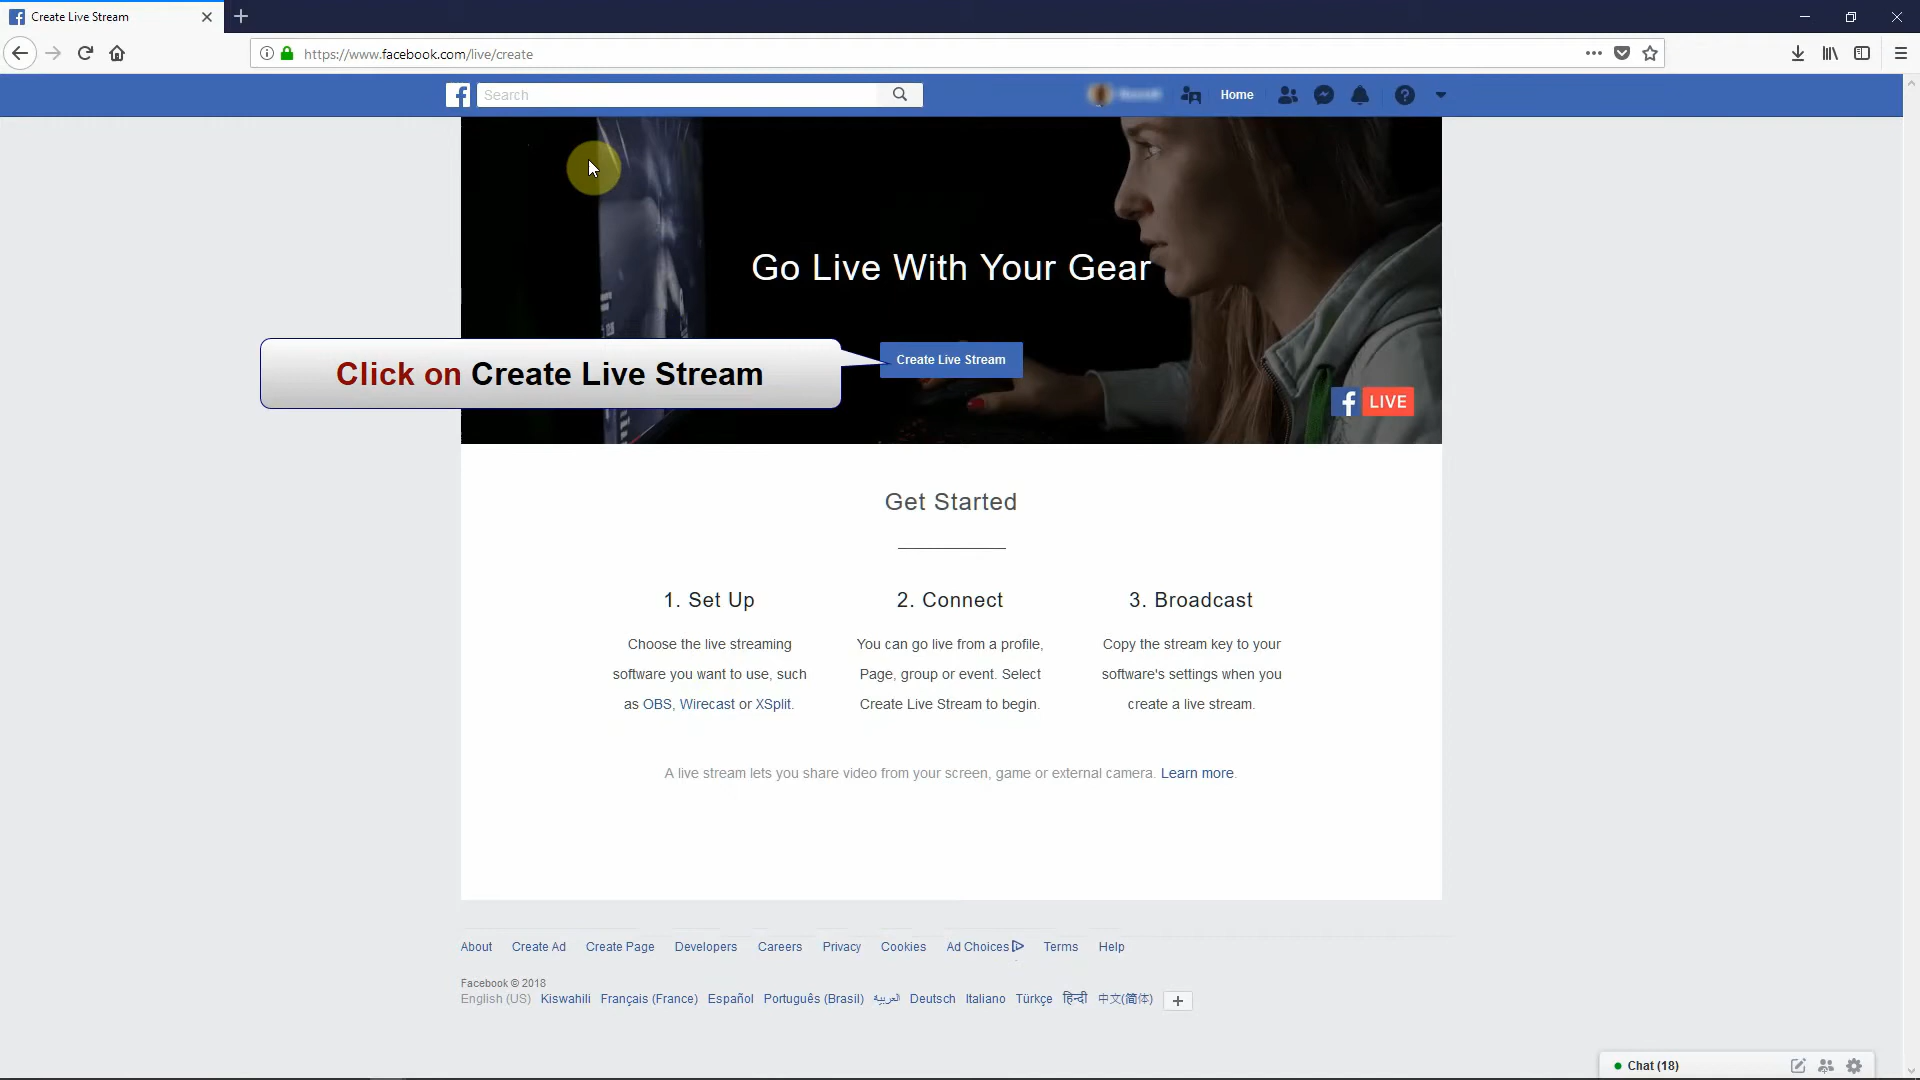 Create Live Stream
https://www.facebook.com/live/create
Search
Home
Go Live With Your Gear
Click on Create Live Stream
Create Live Stream
f LIVE
Get Started
1. Set Up
Choose the live streaming
software you want to use, such
as OBS, Wirecast or XSplit.
2. Connect
You can go live from a profile,
Page, group or event. Select
Create Live Stream to begin.
3. Broadcast
Copy the stream key to your
software's settings when you
create a live stream.
A live stream lets you share video from your screen, game or external camera. Learn more.
About Create Ad Create Page Developers Careers Privacy Cookies Ad Choices Terms Help
Facebook © 2018
English (US) Kiswahili Français (France) Español Português (Brasil) العربية Deutsch Italiano Türkçe हिन्दी 中文(简体) +
Chat (18)